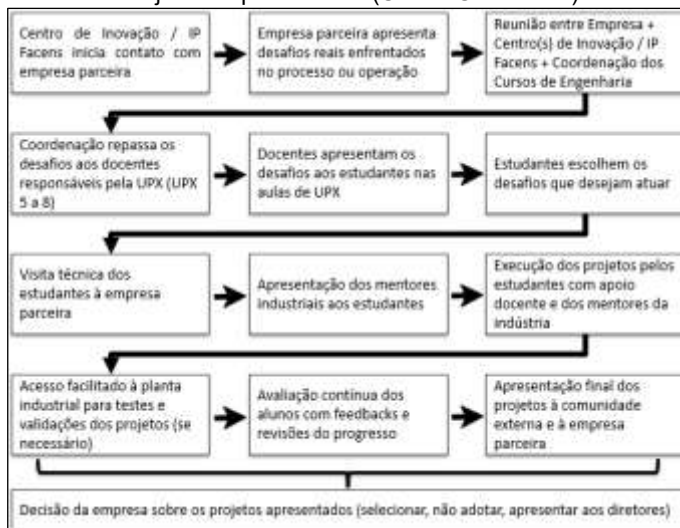 Centro de Inovação / IP
Facens inicia contato com
empresa parceira
Empresa parceira apresenta
desafios reais enfrentados
no processo ou operação
Reunião entre Empresa +
Centro(s) de Inovação / IP
Facens + Coordenação dos
Cursos de Engenharia
Coordenação repassa os
desafios aos docentes
responsáveis pela UPX (UPX
5 a 8)
Docentes apresentam os
desafios aos estudantes nas
aulas de UPX
Estudantes escolhem os
desafios que desejam atuar
Visita técnica dos
estudantes à empresa
parceira
Apresentação dos mentores
industriais aos estudantes
Execução dos projetos pelos
estudantes com apoio
docente e dos mentores da
indústria
Acesso facilitado à planta
industrial para testes e
validações dos projetos (se
necessário)
Avaliação contínua dos
alunos com feedbacks e
revisões do progresso
Apresentação final dos
projetos à comunidade
externa e à empresa
parceira
Decisão da empresa sobre os projetos apresentados (selecionar, não adotar, apresentar aos diretores)